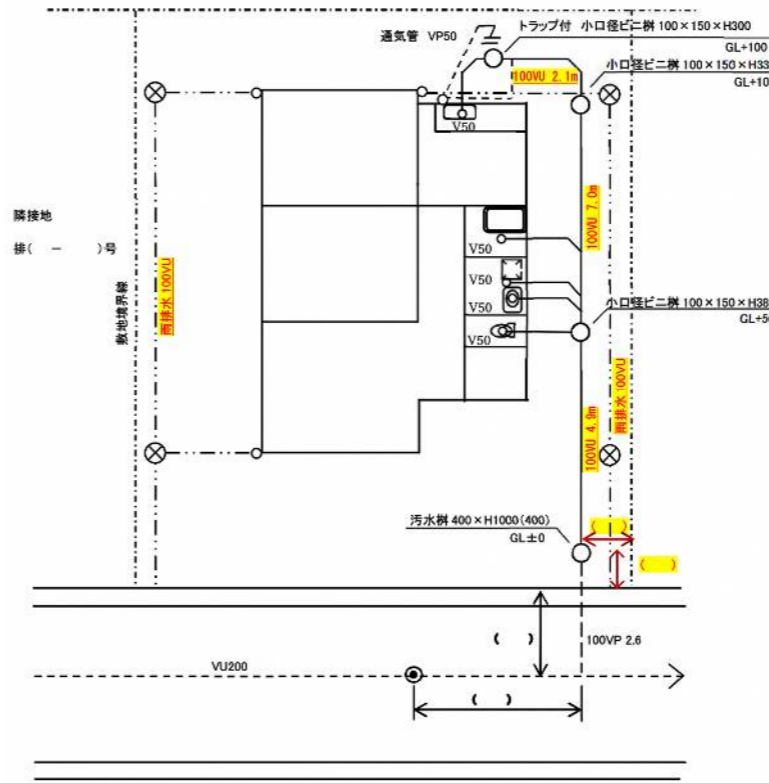 通気管 VP50
トラップ付 小口径ビニ桝 100×150×H300
GL+100
小口径ビニ桝 100×150×H33
GL+10
100VU 2.1m
V50
隣接地
排( － )号
敷地境界線
雨排水 100VU
100VU 7.0m
V50
V50
V50
V50
小口径ビニ桝 100×150×H38
GL+5
100VU 4.9m
雨排水 100VU
汚水桝 400×H1000(400)
GL±0
( )
( )
( )
100VP 2.6
VU200
( )